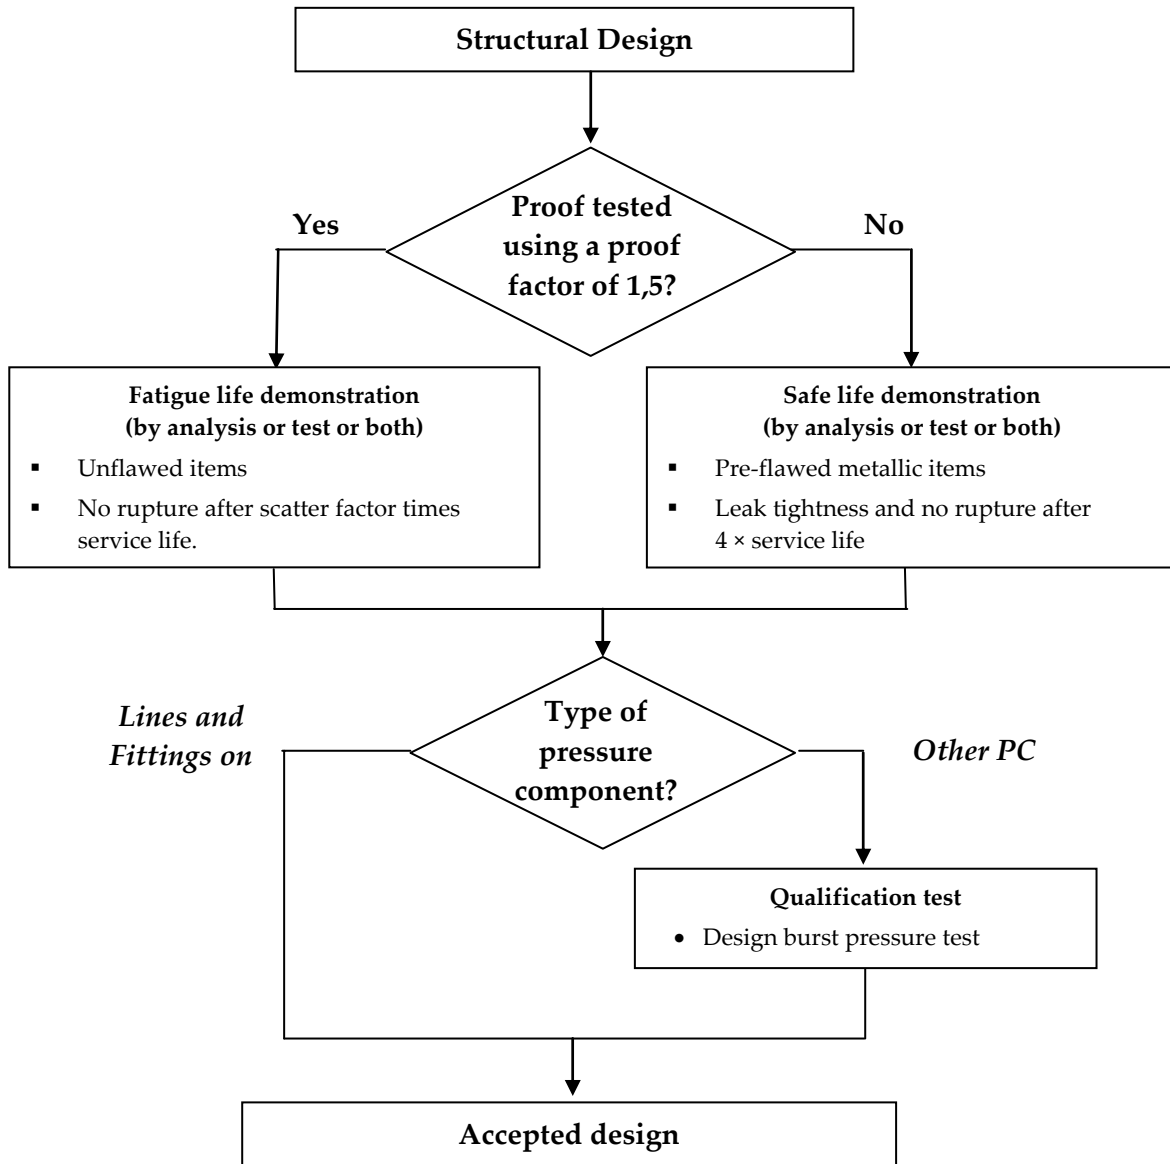 Structural Design
Proof tested
using a proof
factor of 1,5?
Yes
No
Fatigue life demonstration
(by analysis or test or both)
▪ Unflawed items
▪ No rupture after scatter factor times
service life.
Safe life demonstration
(by analysis or test or both)
▪ Pre-flawed metallic items
▪ Leak tightness and no rupture after
4 × service life
Type of
pressure
component?
Lines and
Fittings on
Other PC
Qualification test
• Design burst pressure test
Accepted design